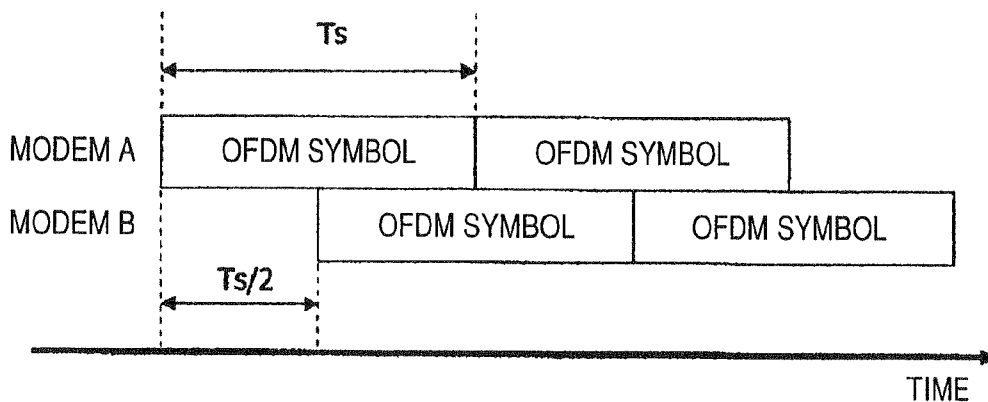 Ts
MODEM A OFDM SYMBOL OFDM SYMBOL
MODEM B OFDM SYMBOL OFDM SYMBOL
Ts/2
TIME